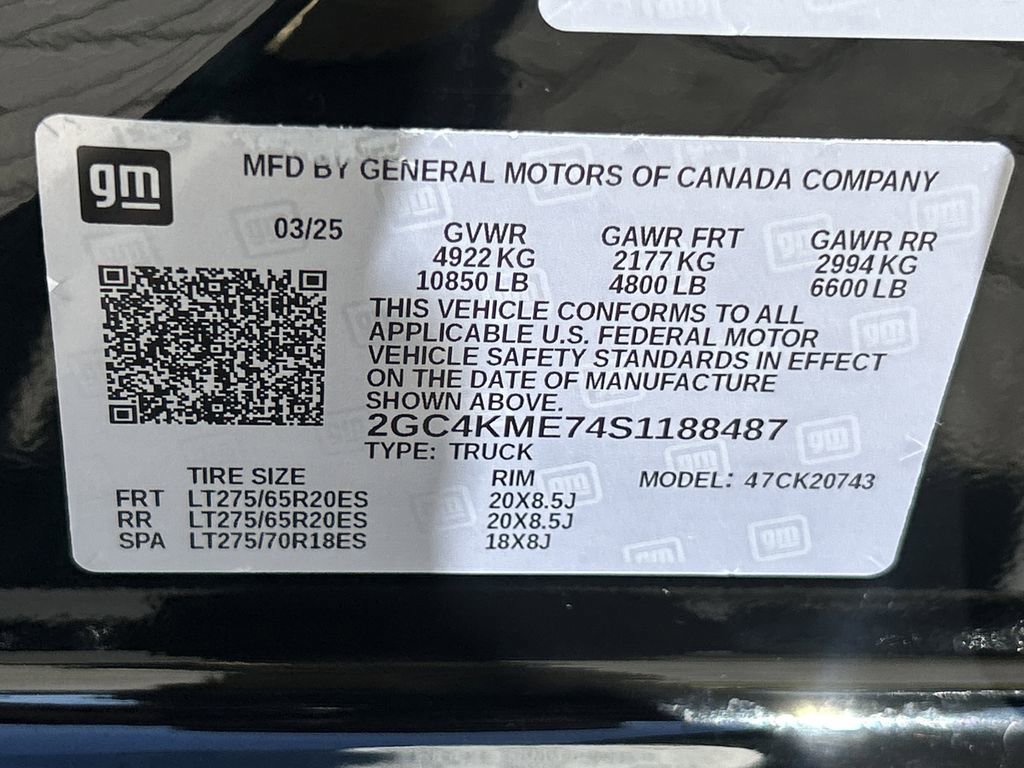 gm
MFD BY GENERAL MOTORS OF CANADA COMPANY
03/25
GVWR GAWR FRT GAWR RR
4922 KG 2177 KG 2994 KG
10850 LB 4800 LB 6600 LB
THIS VEHICLE CONFORMS TO ALL
APPLICABLE U.S. FEDERAL MOTOR
VEHICLE SAFETY STANDARDS IN EFFECT
ON THE DATE OF MANUFACTURE
SHOWN ABOVE.
2GC4KME74S1188487
TYPE: TRUCK
TIRE SIZE RIM MODEL: 47CK20743
FRT LT275/65R20ES 20X8.5J
RR LT275/65R20ES 20X8.5J
SPA LT275/70R18ES 18X8J